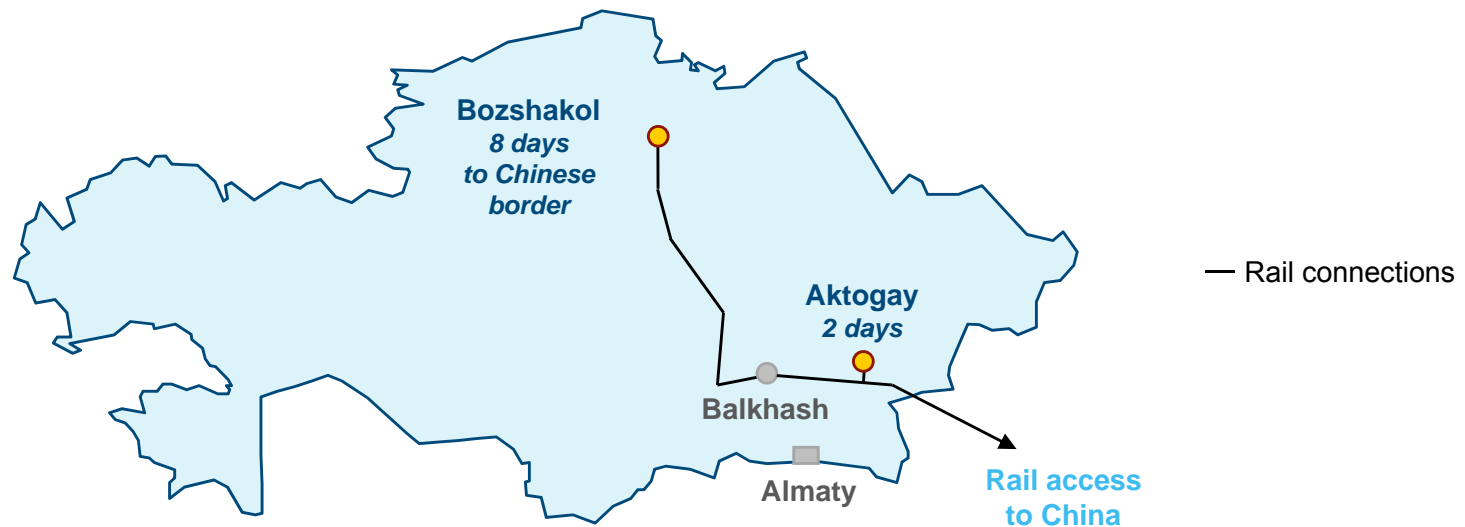 Bozshakol
8 days
to Chinese
border
Rail connections
Aktogay
2 days
Balkhash
Almaty
Rail access
to China